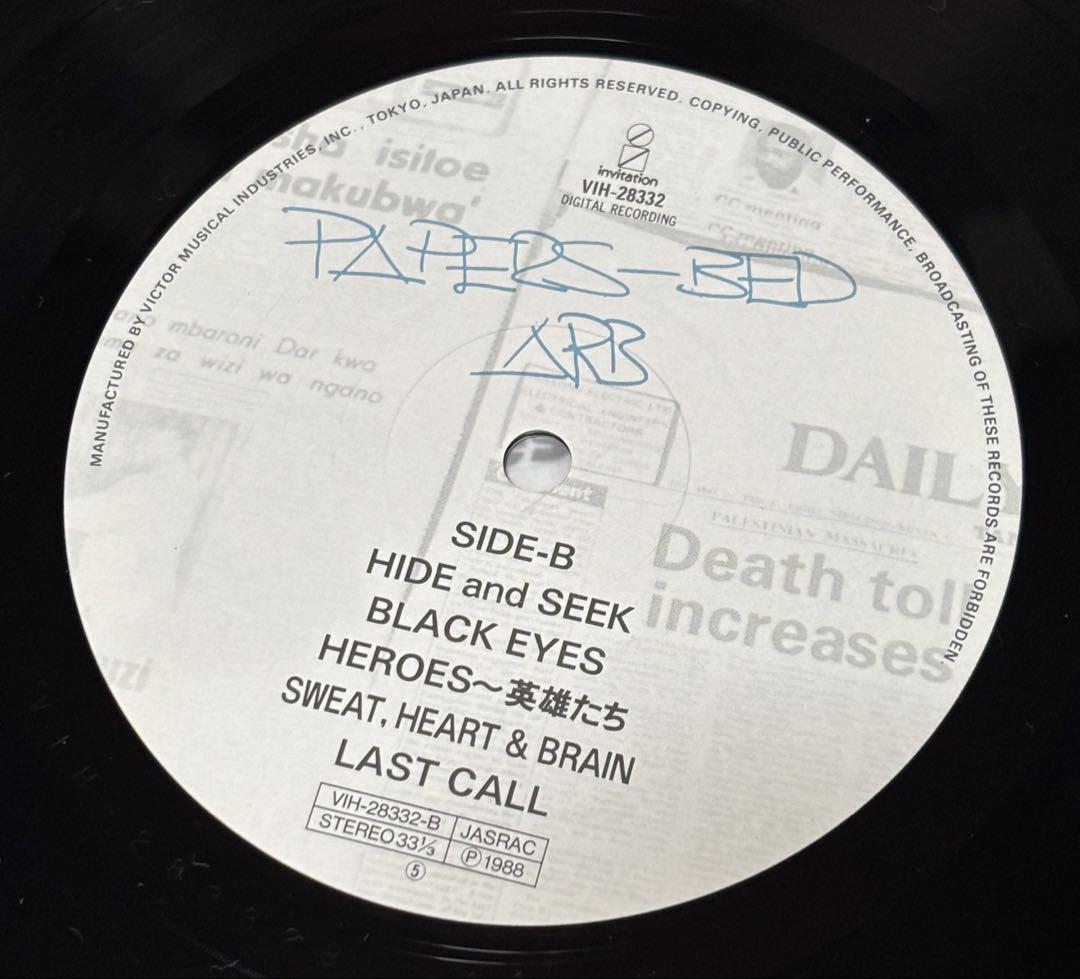 MANUFACTURED BY VICTOR MUSICAL INDUSTRIES, INC., TOKYO, JAPAN. ALL RIGHTS RESERVED. COPYING, PUBLIC PERFORMANCE, BROADCASTING OF THESE RECORDS ARE FORBIDDEN.
invitation
VIH-28332
DIGITAL RECORDING
isitoe
makubwa'
CC meeting
PAPERS-BED
ARB
mbaroni Dar kwa
za wizi wa ngano
DAILY
PALESTINIAN MASSACRES
Death toll
increases
SIDE-B
HIDE and SEEK
BLACK EYES
HEROES～英雄たち
SWEAT, HEART & BRAIN
LAST CALL
VIH-28332-B JASRAC
STEREO 33⅓ Ⓟ1988
⑤